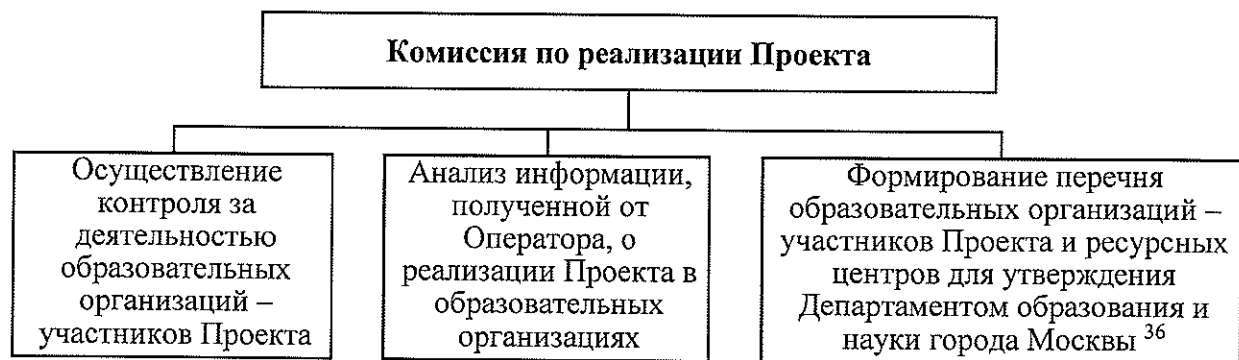 Комиссия по реализации Проекта
Осуществление
контроля за
деятельностью
образовательных
организаций –
участников Проекта
Анализ информации,
полученной от
Оператора, о
реализации Проекта в
образовательных
организациях
Формирование перечня
образовательных организаций –
участников Проекта и ресурсных
центров для утверждения
Департаментом образования и
науки города Москвы 36